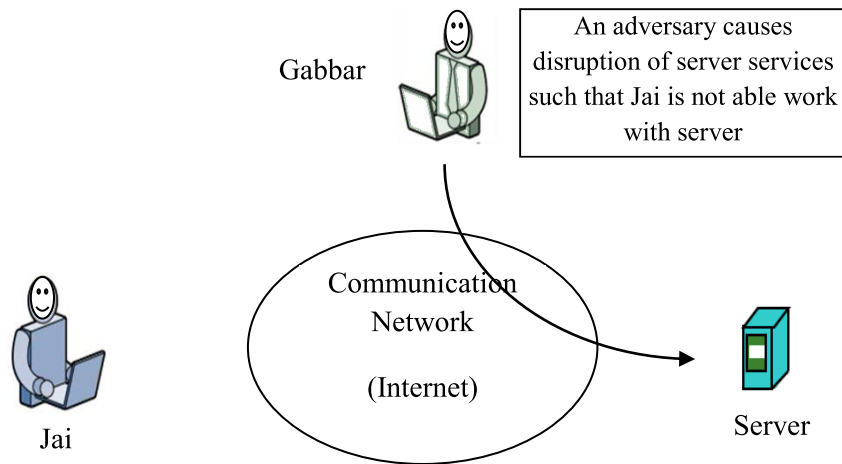 Gabbar
An adversary causes
disruption of server services
such that Jai is not able work
with server
Communication
Network
(Internet)
Jai
Server